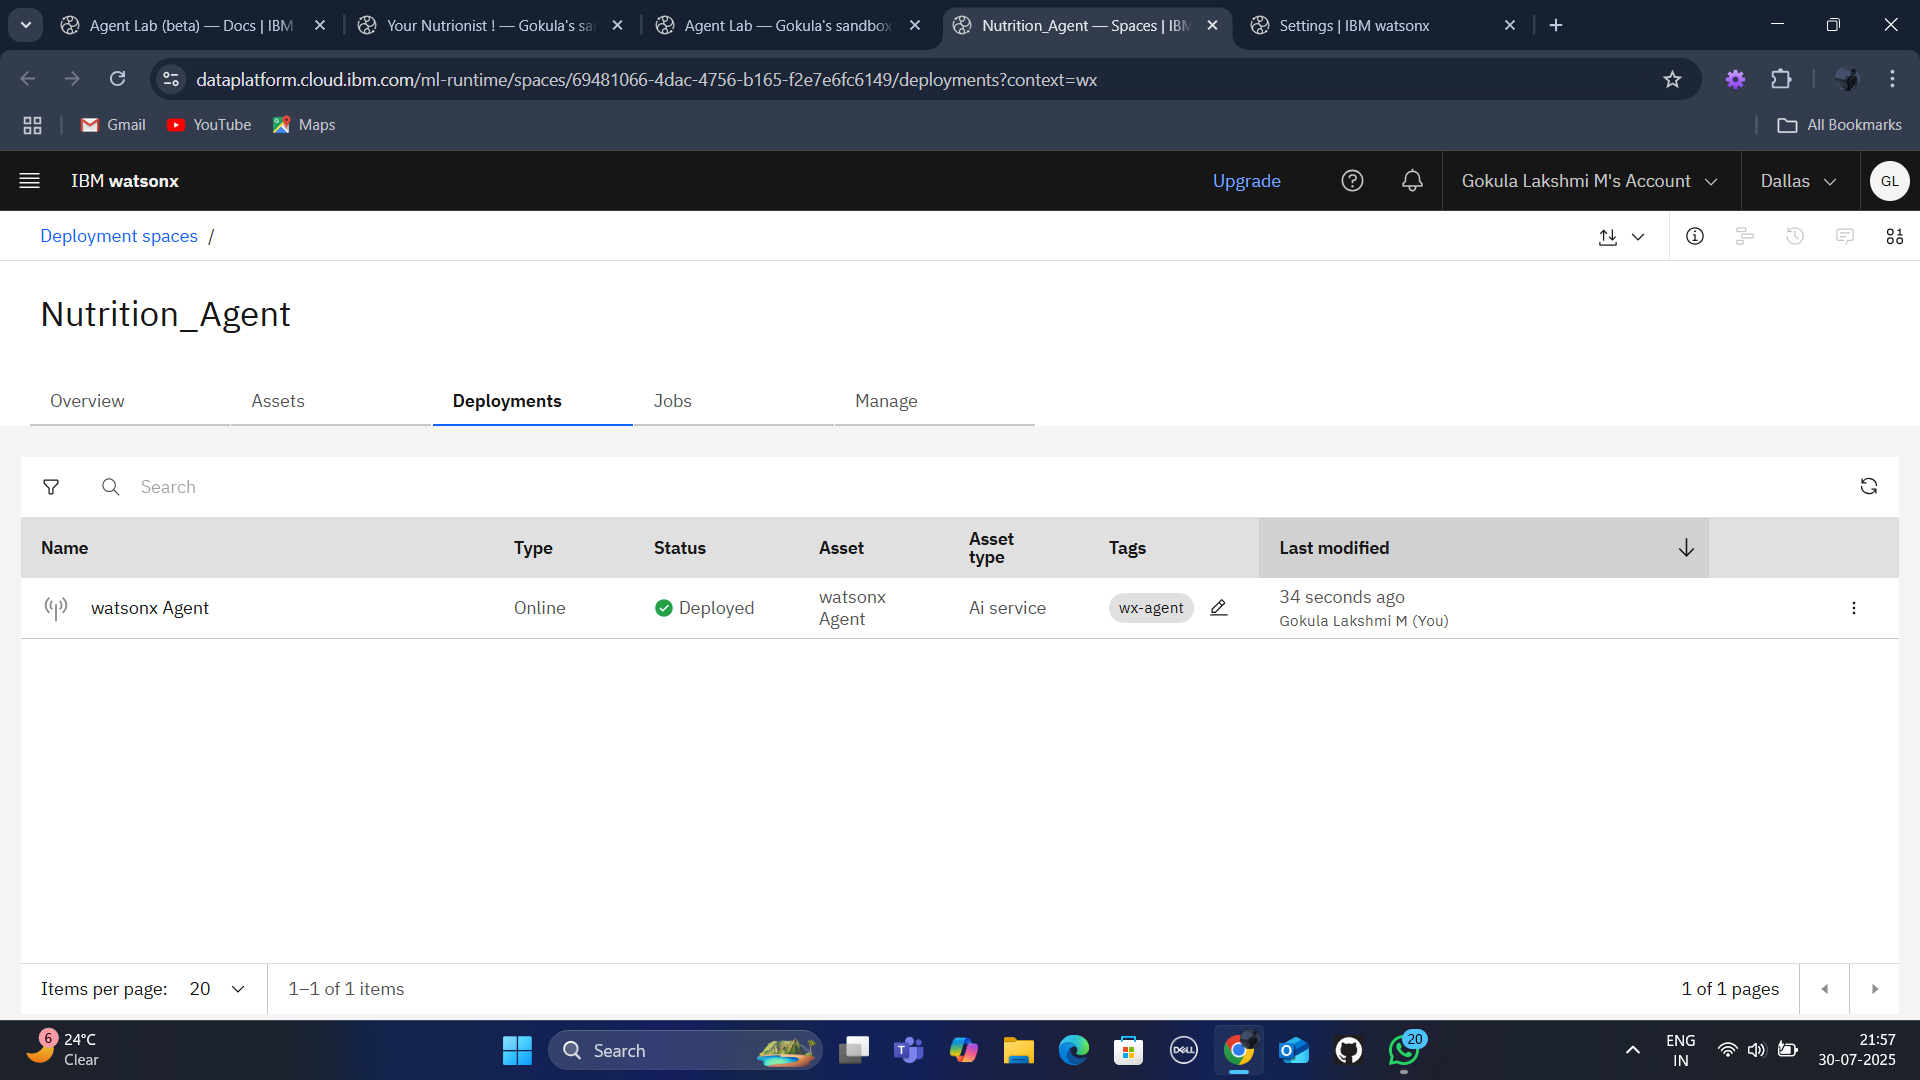 Agent Lab (beta) — Docs | IBM
Your Nutrionist ! — Gokula's sa
Agent Lab — Gokula's sandbox
Nutrition_Agent — Spaces | IBM
Settings | IBM watsonx
dataplatform.cloud.ibm.com/ml-runtime/spaces/69481066-4dac-4756-b165-f2e7e6fc6149/deployments?context=wx
Gmail
YouTube
Maps
All Bookmarks
IBM watsonx
Upgrade
Gokula Lakshmi M's Account
Dallas
GL
Deployment spaces /
Nutrition_Agent
Overview
Assets
Deployments
Jobs
Manage
Search
Name
Type
Status
Asset
Asset
type
Tags
Last modified
watsonx Agent
Online
Deployed
watsonx
Agent
Ai service
wx-agent
34 seconds ago
Gokula Lakshmi M (You)
Items per page: 20
1–1 of 1 items
1 of 1 pages
6
24°C
Clear
Search
DELL
20
ENG
IN
21:57
30-07-2025